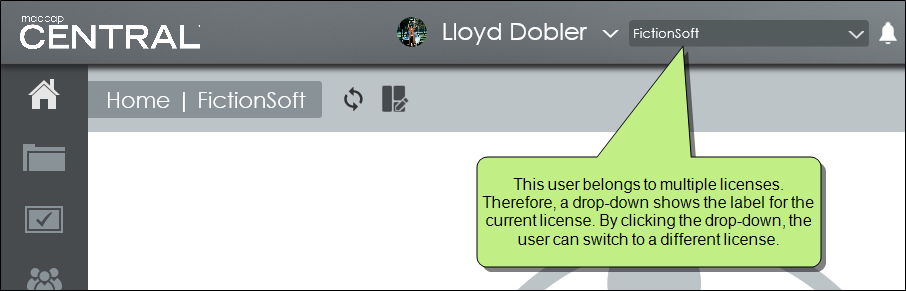 madcap
CENTRAL
Lloyd Dobler
FictionSoft
Home | FictionSoft
This user belongs to multiple licenses.
Therefore, a drop-down shows the label for the
current license. By clicking the drop-down, the
user can switch to a different license.